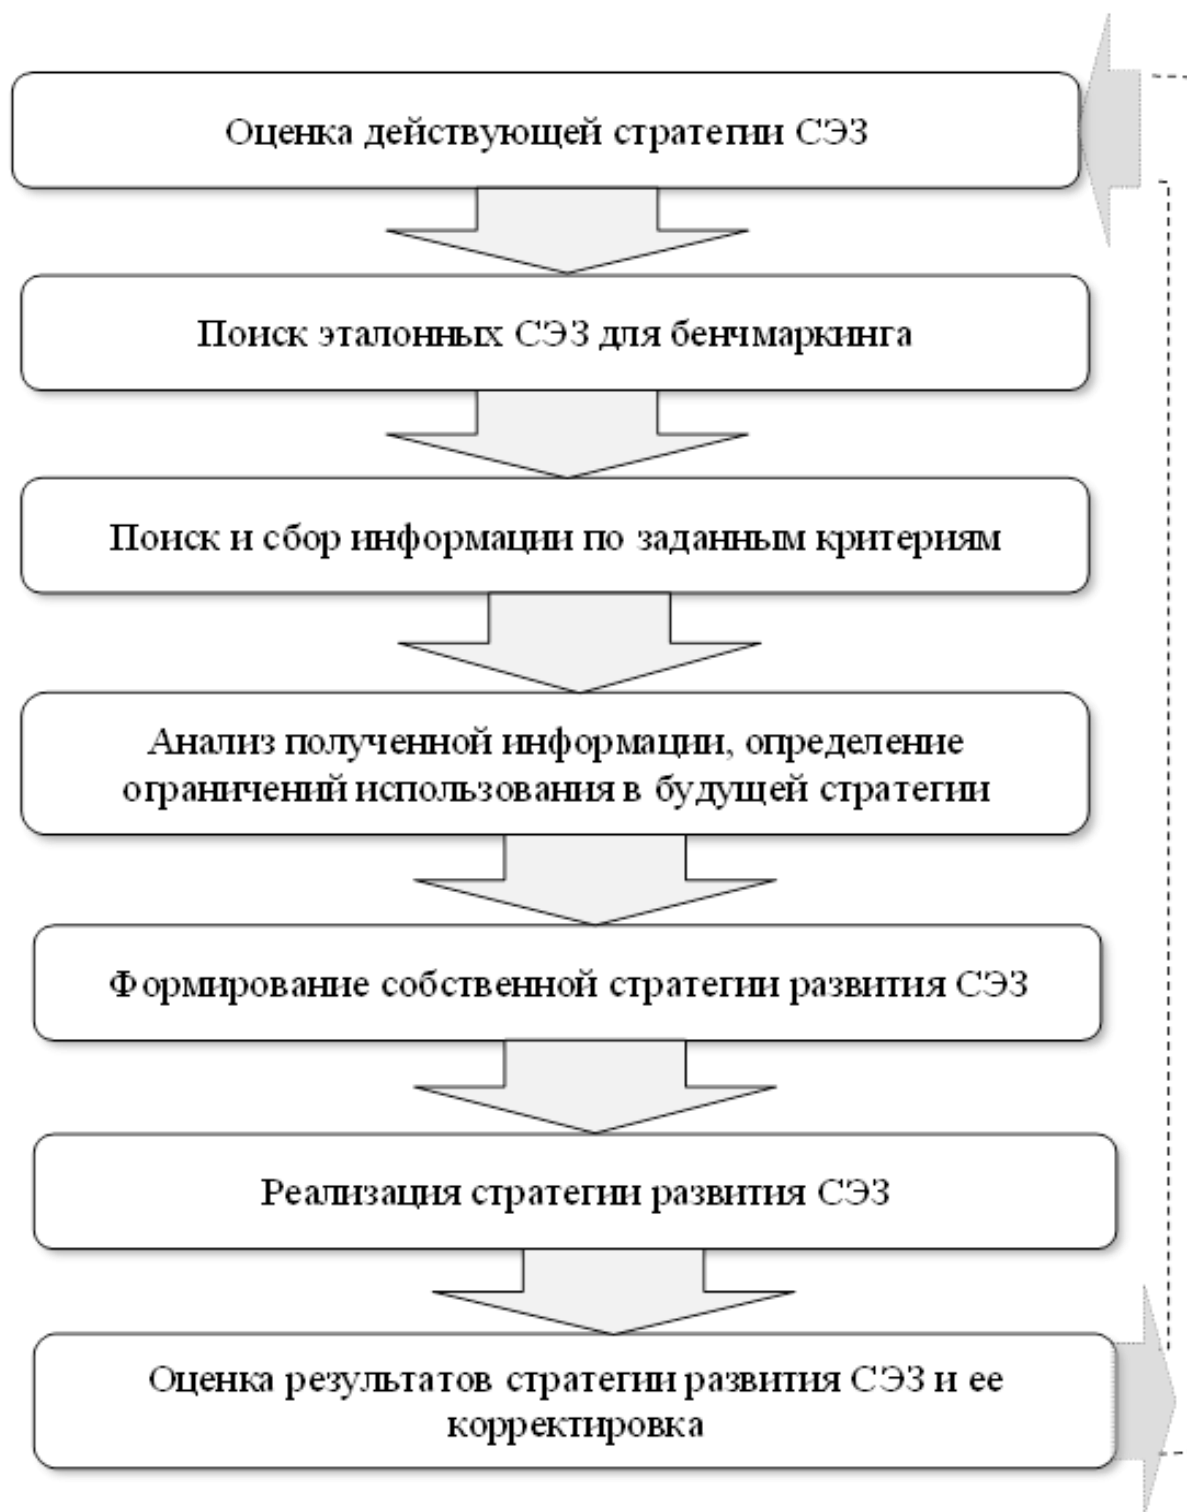 Оценка действующей стратегии СЭЗ
Поиск эталонных СЭЗ для бенчмаркинга
Поиск и сбор информации по заданным критериям
Анализ полученной информации, определение
ограничений использования в будущей стратегии
Формирование собственной стратегии развития СЭЗ
Реализация стратегии развития СЭЗ
Оценка результатов стратегии развития СЭЗ и ее
корректировка